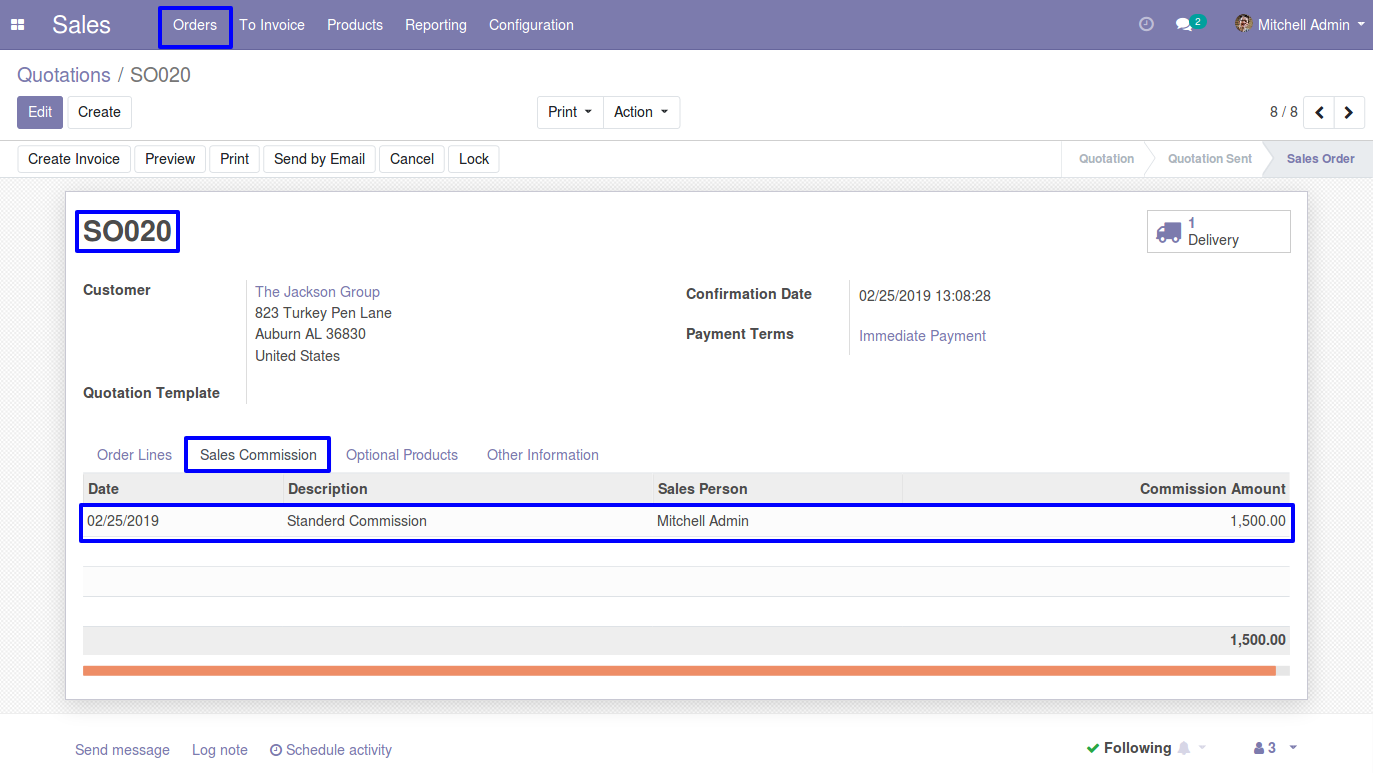 Sales Orders To Invoice Products Reporting Configuration 2 Mitchell Admin
Quotations / SO020
Edit Create Print Action 8 / 8
Create Invoice Preview Print Send by Email Cancel Lock Quotation Quotation Sent Sales Order
SO020
1
Delivery
Customer
The Jackson Group
823 Turkey Pen Lane
Auburn AL 36830
United States
Confirmation Date 02/25/2019 13:08:28
Payment Terms Immediate Payment
Quotation Template
Order Lines Sales Commission Optional Products Other Information
Date Description Sales Person Commission Amount
02/25/2019 Standerd Commission Mitchell Admin 1,500.00
1,500.00
Send message Log note Schedule activity Following 3